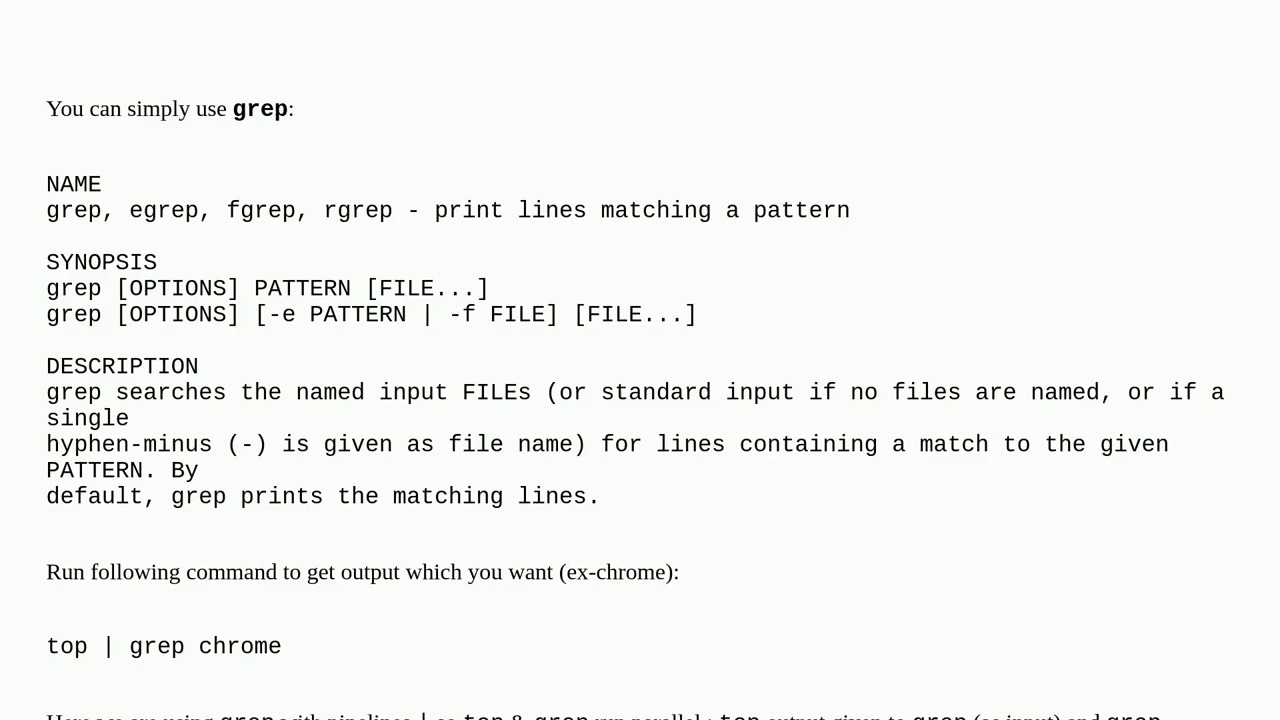 You can simply use grep:
NAME
grep, egrep, fgrep, rgrep - print lines matching a pattern
SYNOPSIS
grep [OPTIONS] PATTERN [FILE...]
grep [OPTIONS] [-e PATTERN | -f FILE] [FILE...]
DESCRIPTION
grep searches the named input FILEs (or standard input if no files are named, or if a
single
hyphen-minus (-) is given as file name) for lines containing a match to the given
PATTERN. By
default, grep prints the matching lines.
Run following command to get output which you want (ex-chrome):
top | grep chrome